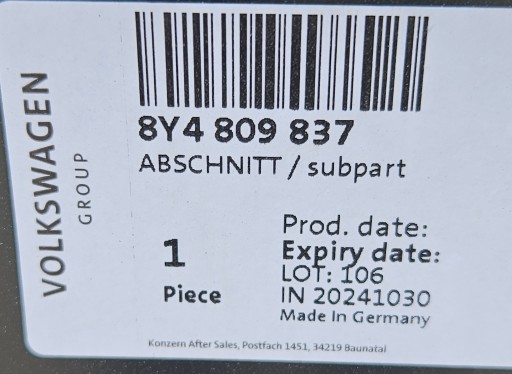 VOLKSWAGEN
GROUP
8Y4 809 837
ABSCHNITT / subpart
1
Piece
Prod. date:
Expiry date:
LOT: 106
IN 20241030
Made In Germany
Konzern After Sales, Postfach 1451, 34219 Baunatal